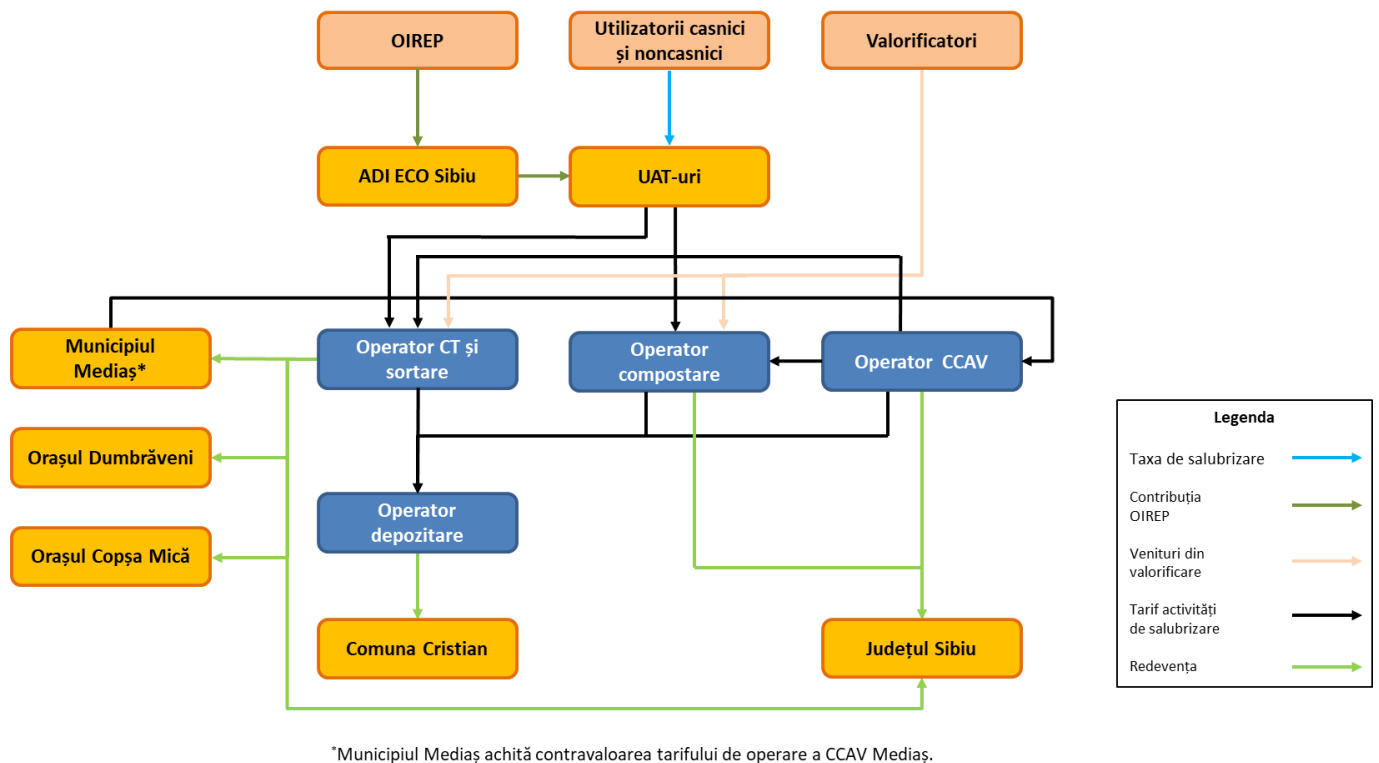 OIREP
Utilizatorii casnici
și noncasnici
Valorificatori
ADI ECO Sibiu
UAT-uri
Municipiul
Mediaș*
Operator CT și
sortare
Operator
compostare
Operator CCAV
Orașul Dumbrăveni
Operator
depozitare
Orașul Copșa Mică
Comuna Cristian
Județul Sibiu
Legenda
Taxa de salubrizare
Contribuția
OIREP
Venituri din
valorificare
Tarif activități
de salubrizare
Redevența
*Municipiul Mediaș achită contravaloarea tarifului de operare a CCAV Mediaș.